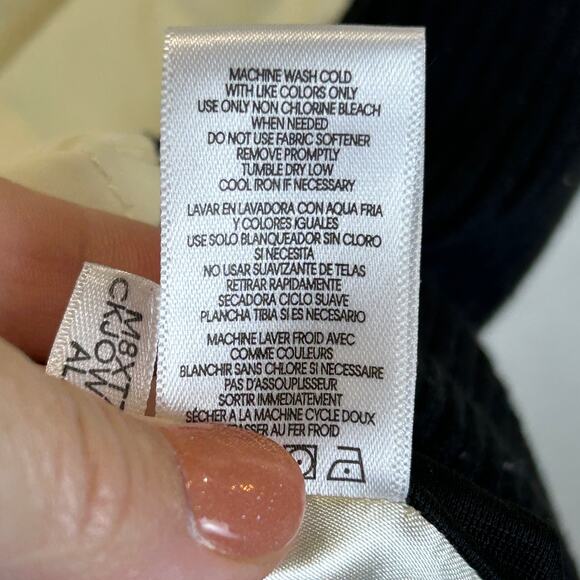 MACHINE WASH COLD
WITH LIKE COLORS ONLY
USE ONLY NON CHLORINE BLEACH
WHEN NEEDED
DO NOT USE FABRIC SOFTENER
REMOVE PROMPTLY
TUMBLE DRY LOW
COOL IRON IF NECESSARY
LAVAR EN LAVADORA CON AQUA FRIA
Y COLORES IGUALES
USE SOLO BLANQUEADOR SIN CLORO
SI NECESITA
NO USAR SUAVIZANTE DE TELAS
RETIRAR RAPIDAMENTE
SECADORA CICLO SUAVE
PLANCHA TIBIA SI ES NECESARIO
MACHINE LAVER FROID AVEC
COMME COULEURS
BLANCHIR SANS CHLORE SI NECESSAIRE
PAS D'ASSOUPLISSEUR
SORTIR IMMEDIATEMENT
SÉCHER A LA MACHINE CYCLE DOUX
AU FER FROID